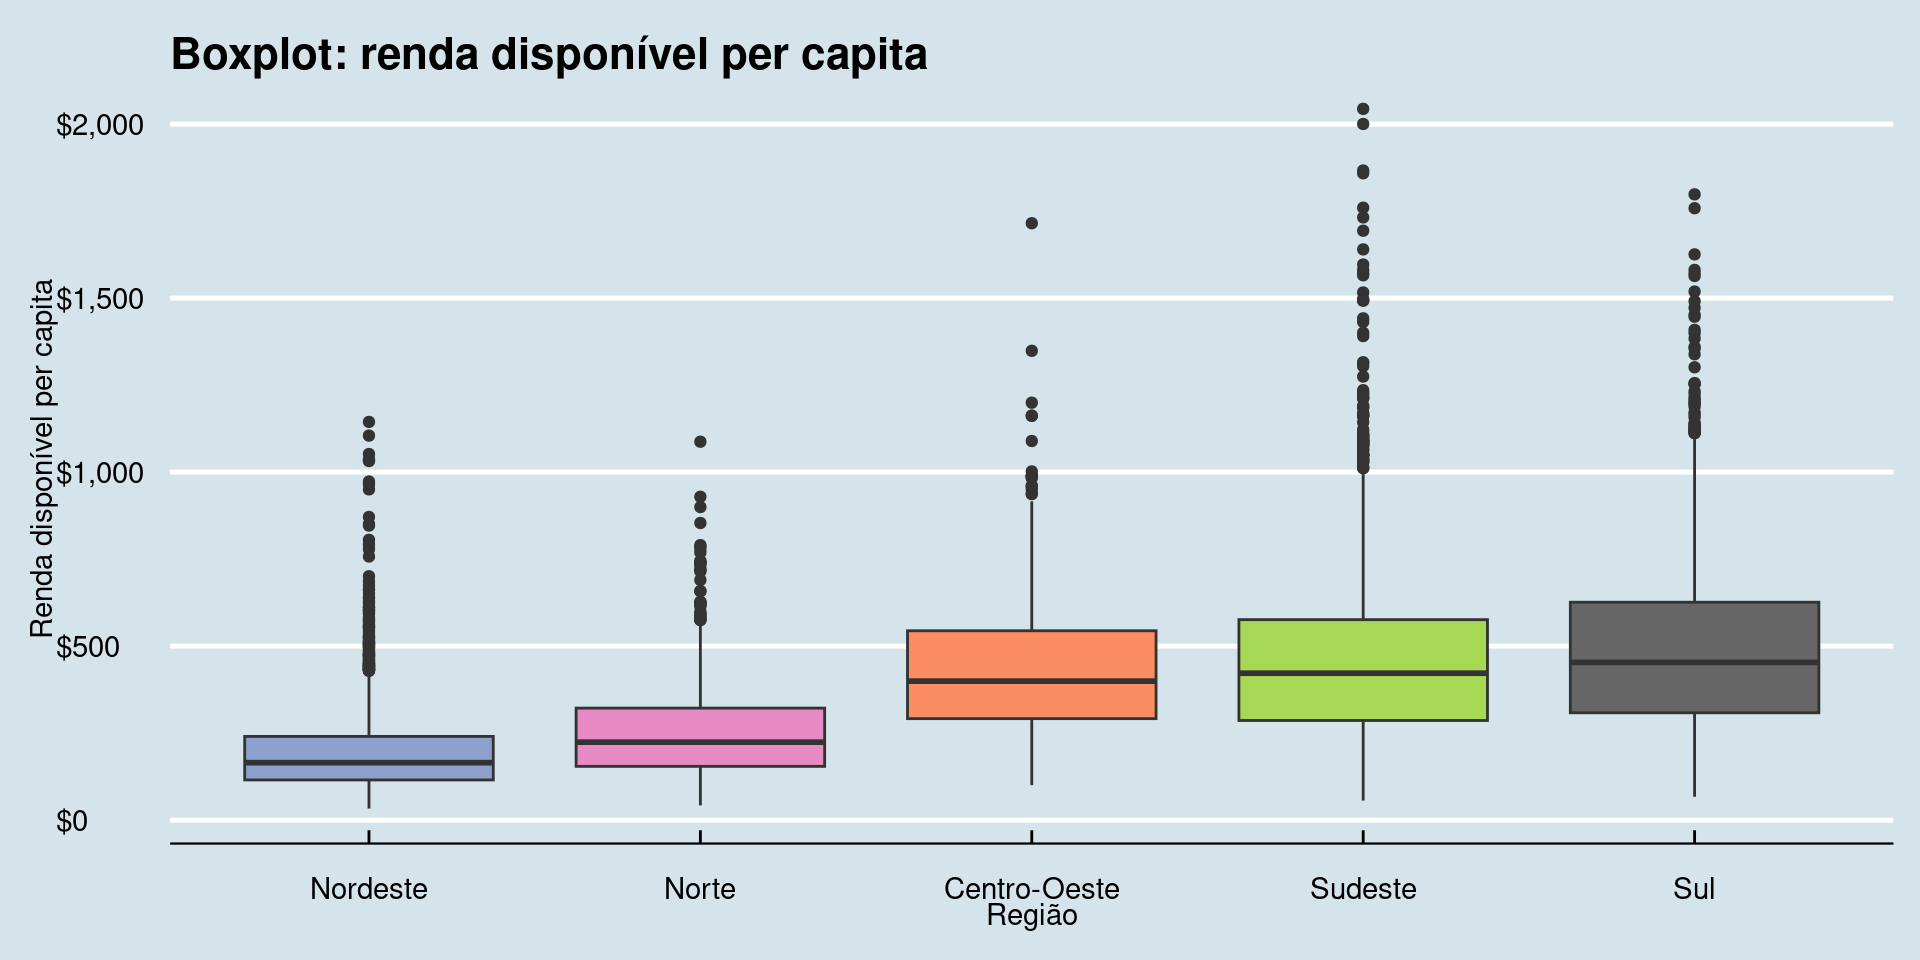 Boxplot: renda disponível per capita
Renda disponível per capita
$2,000
$1,500
$1,000
$500
$0
Nordeste
Norte
Centro-Oeste
Sudeste
Sul
Região